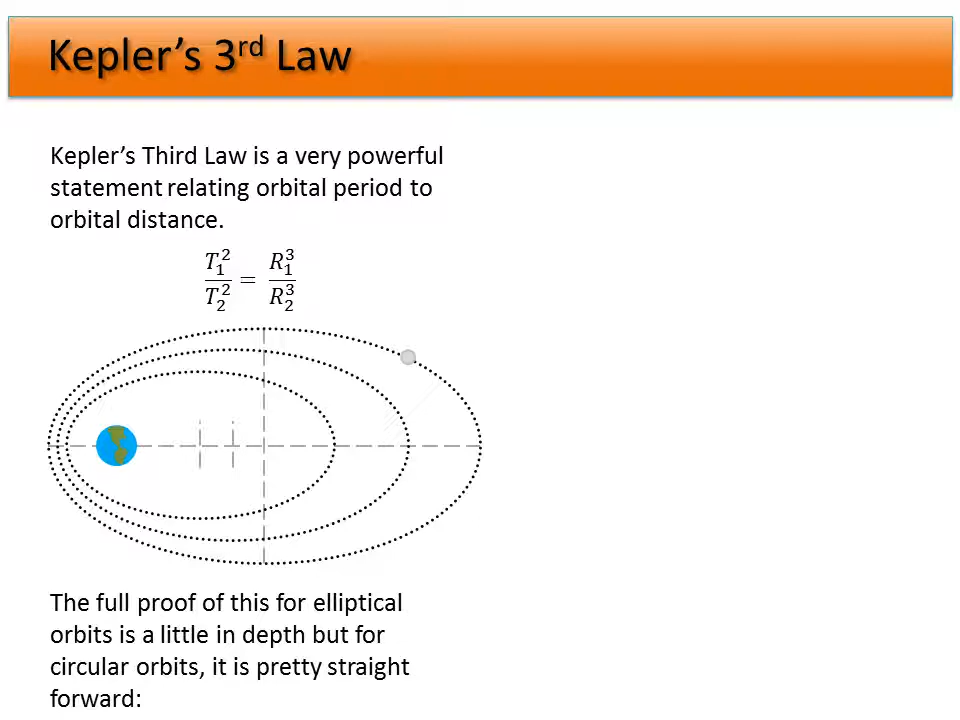 Kepler’s 3rd Law
Kepler’s Third Law is a very powerful
statement relating orbital period to
orbital distance.
T₁²/T₂² = R₁³/R₂³
The full proof of this for elliptical
orbits is a little in depth but for
circular orbits, it is pretty straight
forward: